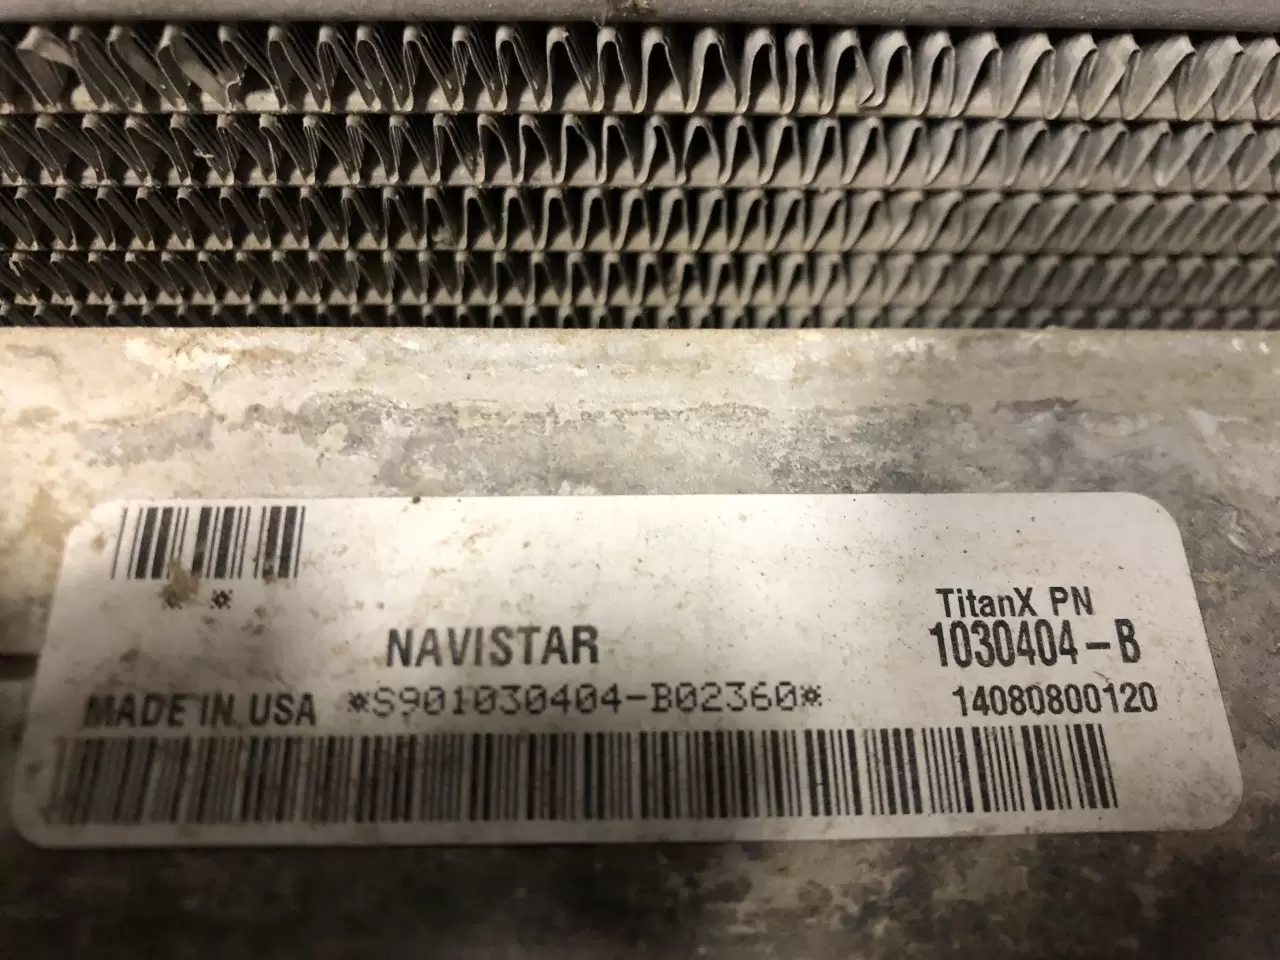 * *
TitanX PN
NAVISTAR 1030404-B
MADE IN USA *S901030404-B02360* 14080800120